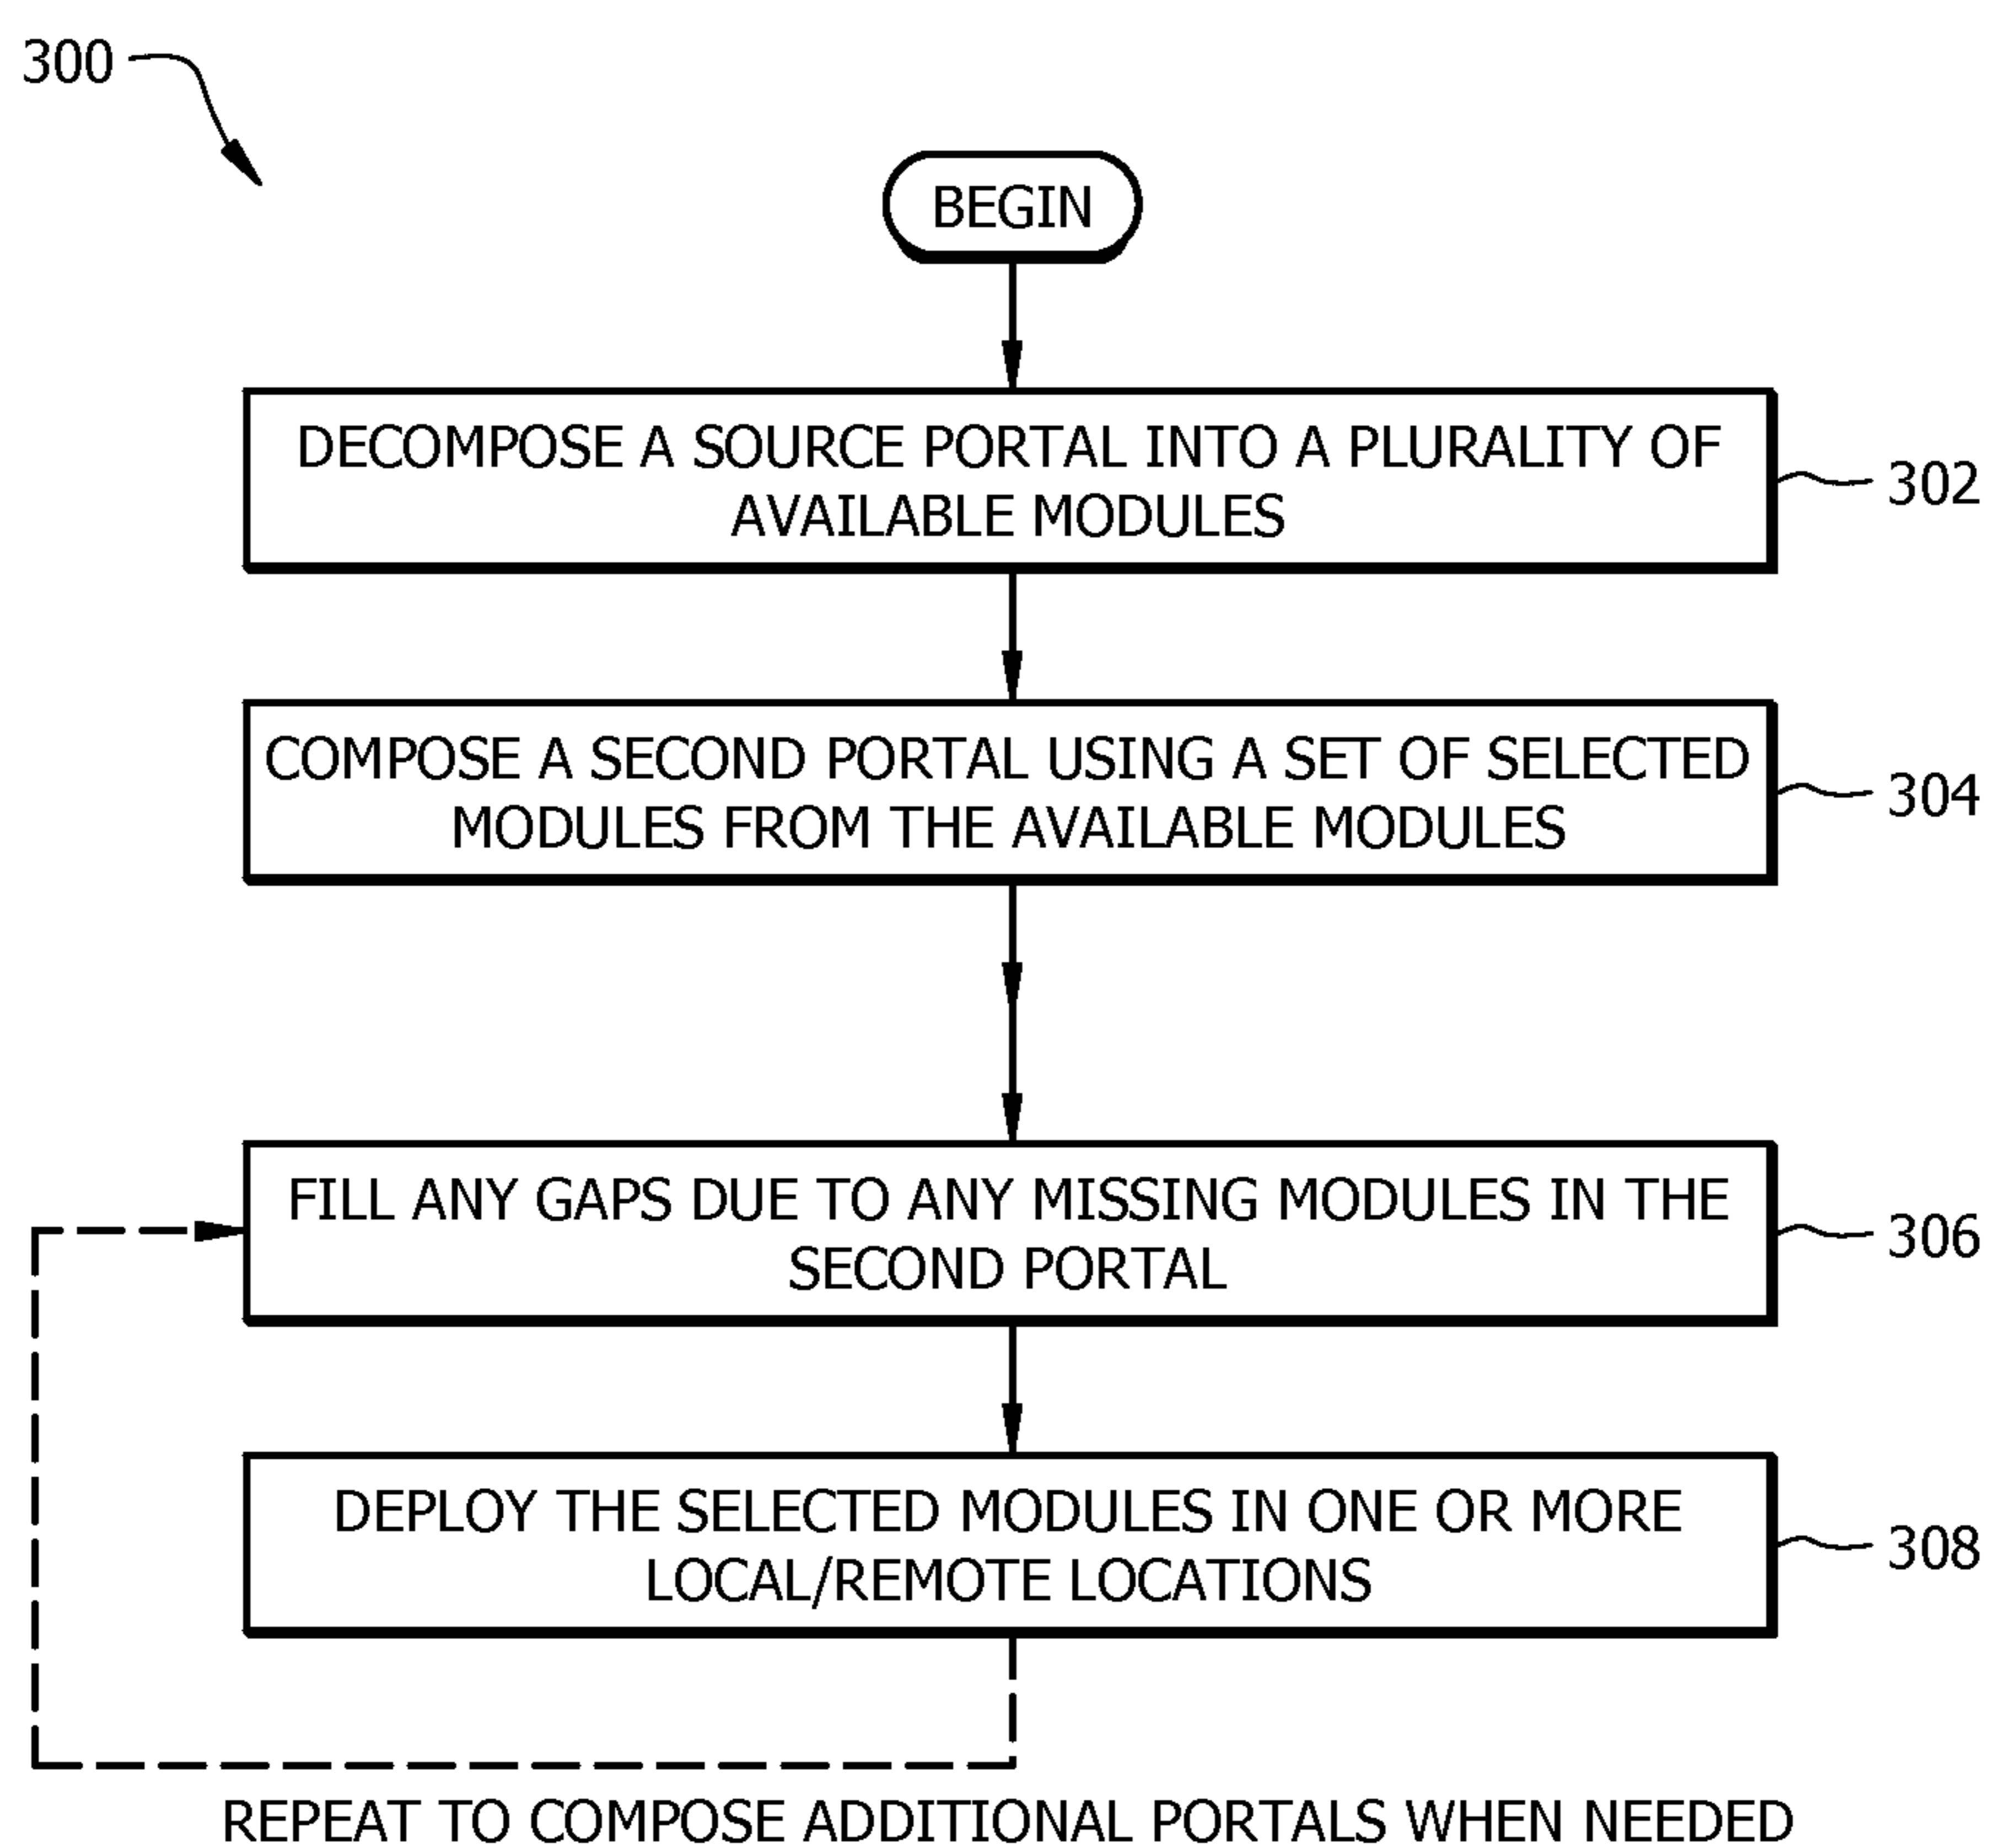 300
BEGIN
DECOMPOSE A SOURCE PORTAL INTO A PLURALITY OF
AVAILABLE MODULES
302
COMPOSE A SECOND PORTAL USING A SET OF SELECTED
MODULES FROM THE AVAILABLE MODULES
304
FILL ANY GAPS DUE TO ANY MISSING MODULES IN THE
SECOND PORTAL
306
DEPLOY THE SELECTED MODULES IN ONE OR MORE
LOCAL/REMOTE LOCATIONS
308
REPEAT TO COMPOSE ADDITIONAL PORTALS WHEN NEEDED